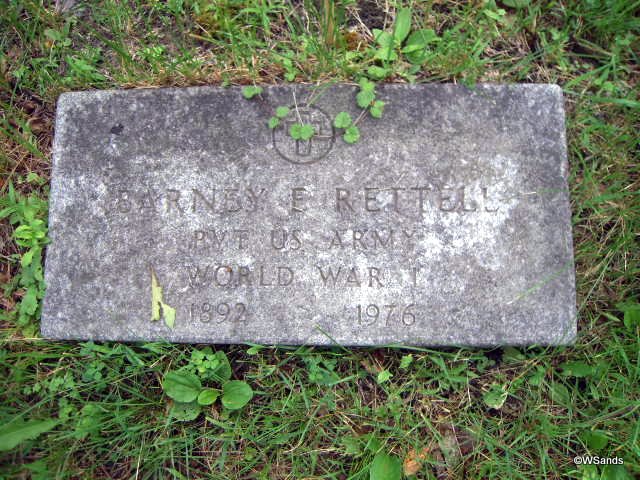 BARNEY E RETTELL
PVT US ARMY
WORLD WAR I
1892 1976
©WSands